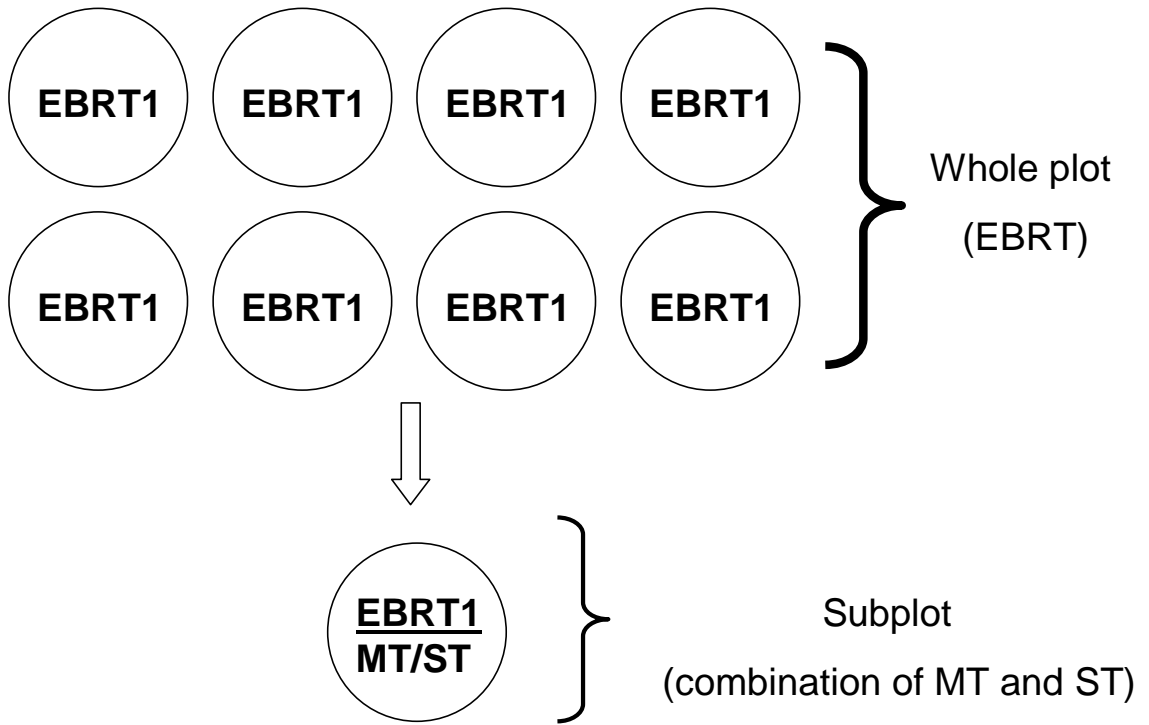 EBRT1 EBRT1 EBRT1 EBRT1
Whole plot
(EBRT)
EBRT1 EBRT1 EBRT1 EBRT1
EBRT1
MT/ST
Subplot
(combination of MT and ST)